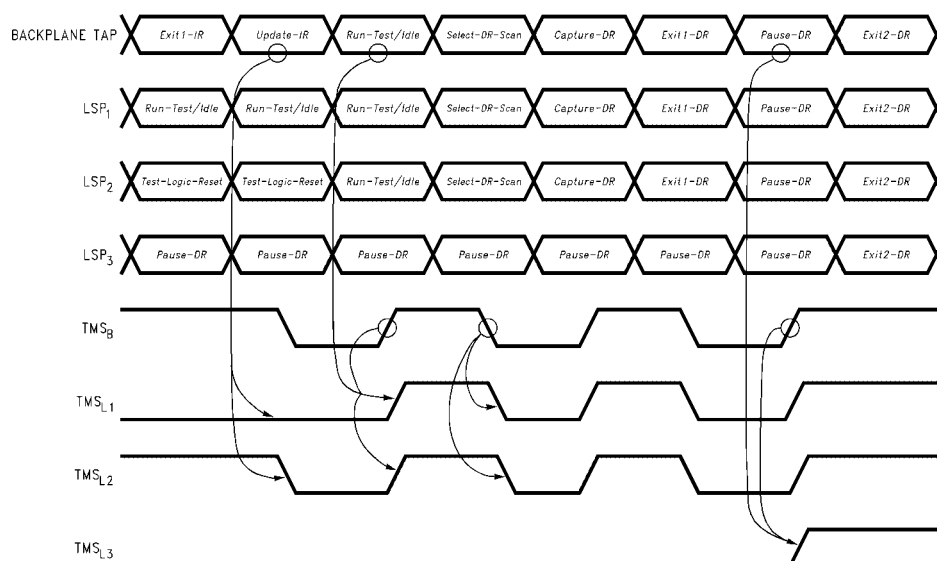 BACKPLANE TAP Exit1-IR Update-IR Run-Test/Idle Select-DR-Scan Capture-DR Exit1-DR Pause-DR Exit2-DR
LSP1 Run-Test/Idle Run-Test/Idle Run-Test/Idle Select-DR-Scan Capture-DR Exit1-DR Pause-DR Exit2-DR
LSP2 Test-Logic-Reset Test-Logic-Reset Run-Test/Idle Select-DR-Scan Capture-DR Exit1-DR Pause-DR Exit2-DR
LSP3 Pause-DR Pause-DR Pause-DR Pause-DR Pause-DR Pause-DR Pause-DR Exit2-DR
TMSB
TMSL1
TMSL2
TMSL3